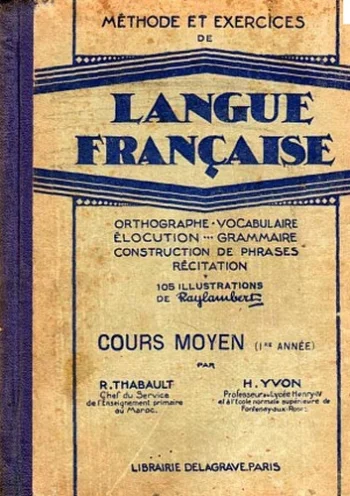 MÉTHODE ET EXERCICES
DE
LANGUE
FRANÇAISE
ORTHOGRAPHE · VOCABULAIRE
ÉLOCUTION ··· GRAMMAIRE
CONSTRUCTION DE PHRASES
RÉCITATION
105 ILLUSTRATIONS
DE Raylambert
COURS MOYEN (1RE ANNÉE)
PAR
R. THABAULT
Chef du Service
de l'Enseignement primaire
au Maroc.
H. YVON
Professeur au Lycée Henri-IV
et à l'École normale supérieure de
Fontenay-aux-Roses
LIBRAIRIE DELAGRAVE, PARIS